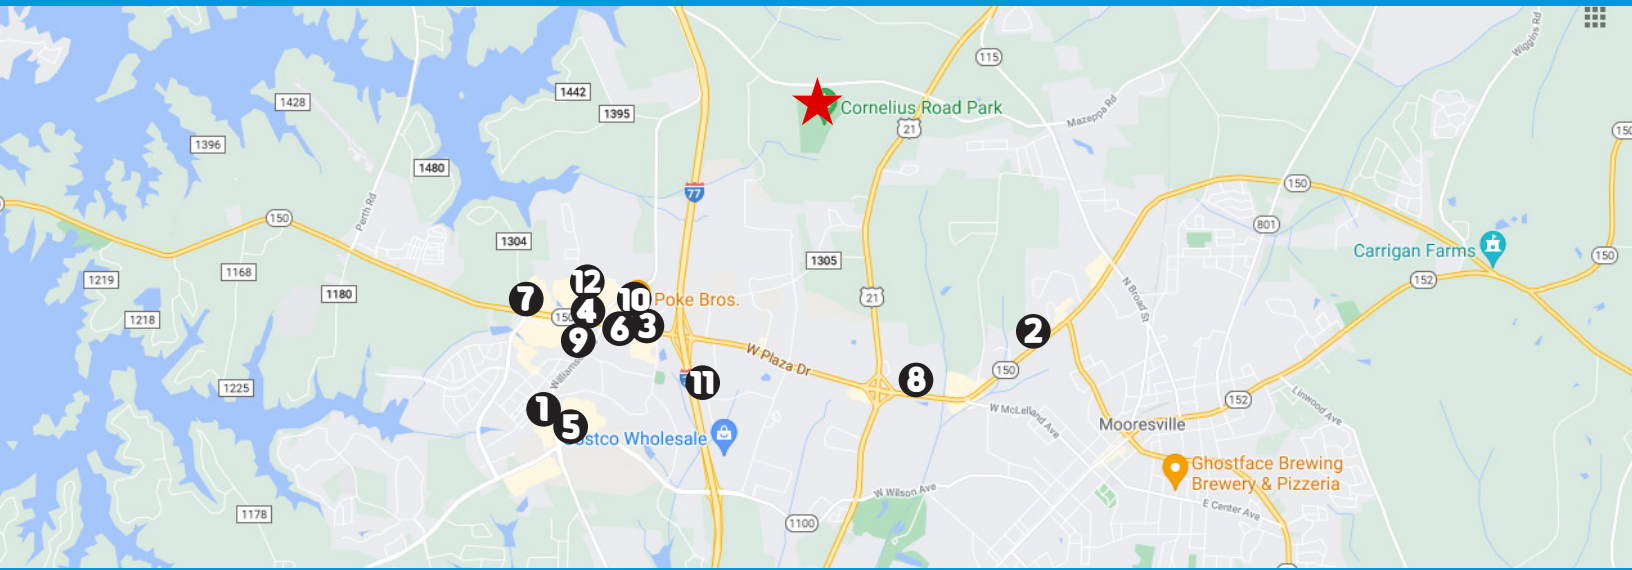 115
Wiggins Rd
1442
1428
1395
Cornelius Road Park
Mazeppa Rd
21
150
1396
1480
77
150
Perth Rd
150
801
1304
Carrigan Farms
1305
150
1219
1168
12
152
1180
7
10
Poke Bros.
21
N Broad St
1218
150
4
6
3
2
9
W Plaza Dr
Williams
150
11
8
1225
152
Linwood Ave
1
W McLelland Ave
5
Mooresville
ostco Wholesale
Ghostface Brewing
Brewery & Pizzeria
W Wilson Ave
E Center Ave
1178
1100